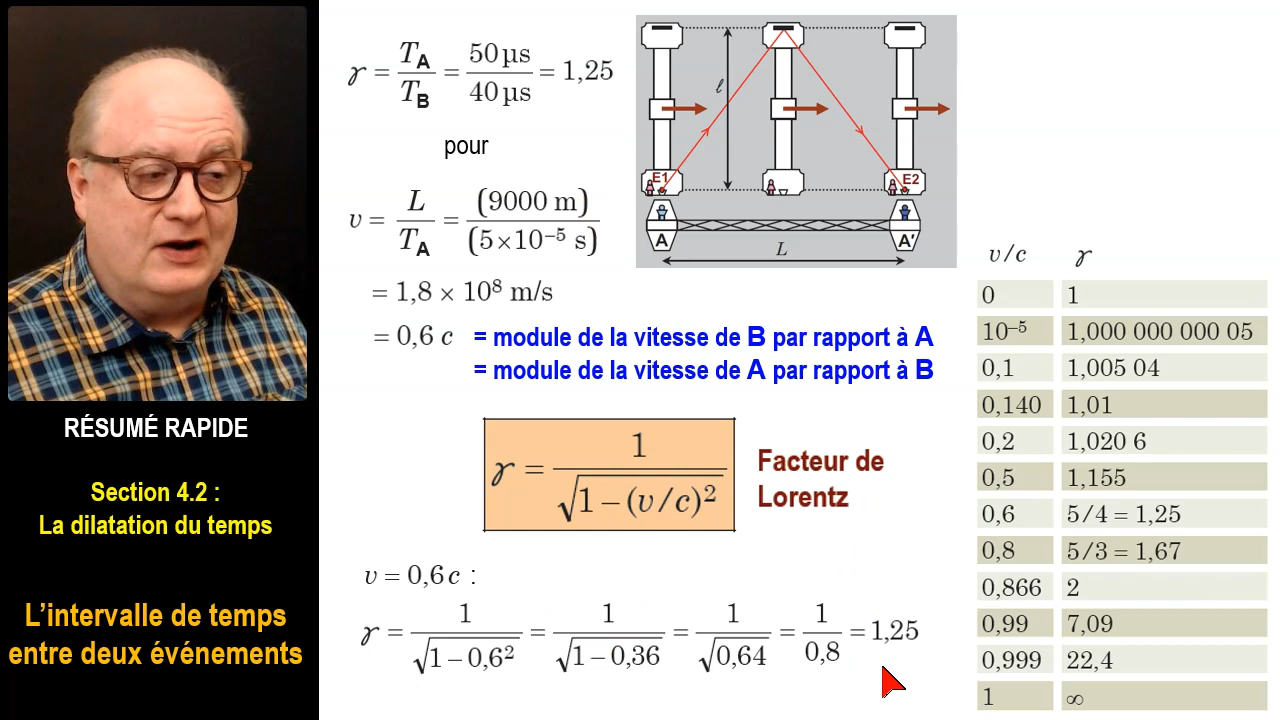 RÉSUMÉ RAPIDE
Section 4.2 :
La dilatation du temps
L'intervalle de temps
entre deux événements
γ = T_A / T_B = 50 µs / 40 µs = 1,25
pour
v = L / T_A = (9000 m) / (5×10⁻⁵ s)
= 1,8 × 10⁸ m/s
= 0,6 c = module de la vitesse de B par rapport à A
= module de la vitesse de A par rapport à B
γ = 1 / √(1 − (v/c)²)
Facteur de
Lorentz
v = 0,6 c :
γ = 1 / √(1 − 0,6²) = 1 / √(1 − 0,36) = 1 / √0,64 = 1 / 0,8 = 1,25
ℓ
E1 E2
A A′
L
v/c γ
0 1
10⁻⁵ 1,000 000 000 05
0,1 1,005 04
0,140 1,01
0,2 1,020 6
0,5 1,155
0,6 5/4 = 1,25
0,8 5/3 = 1,67
0,866 2
0,99 7,09
0,999 22,4
1 ∞